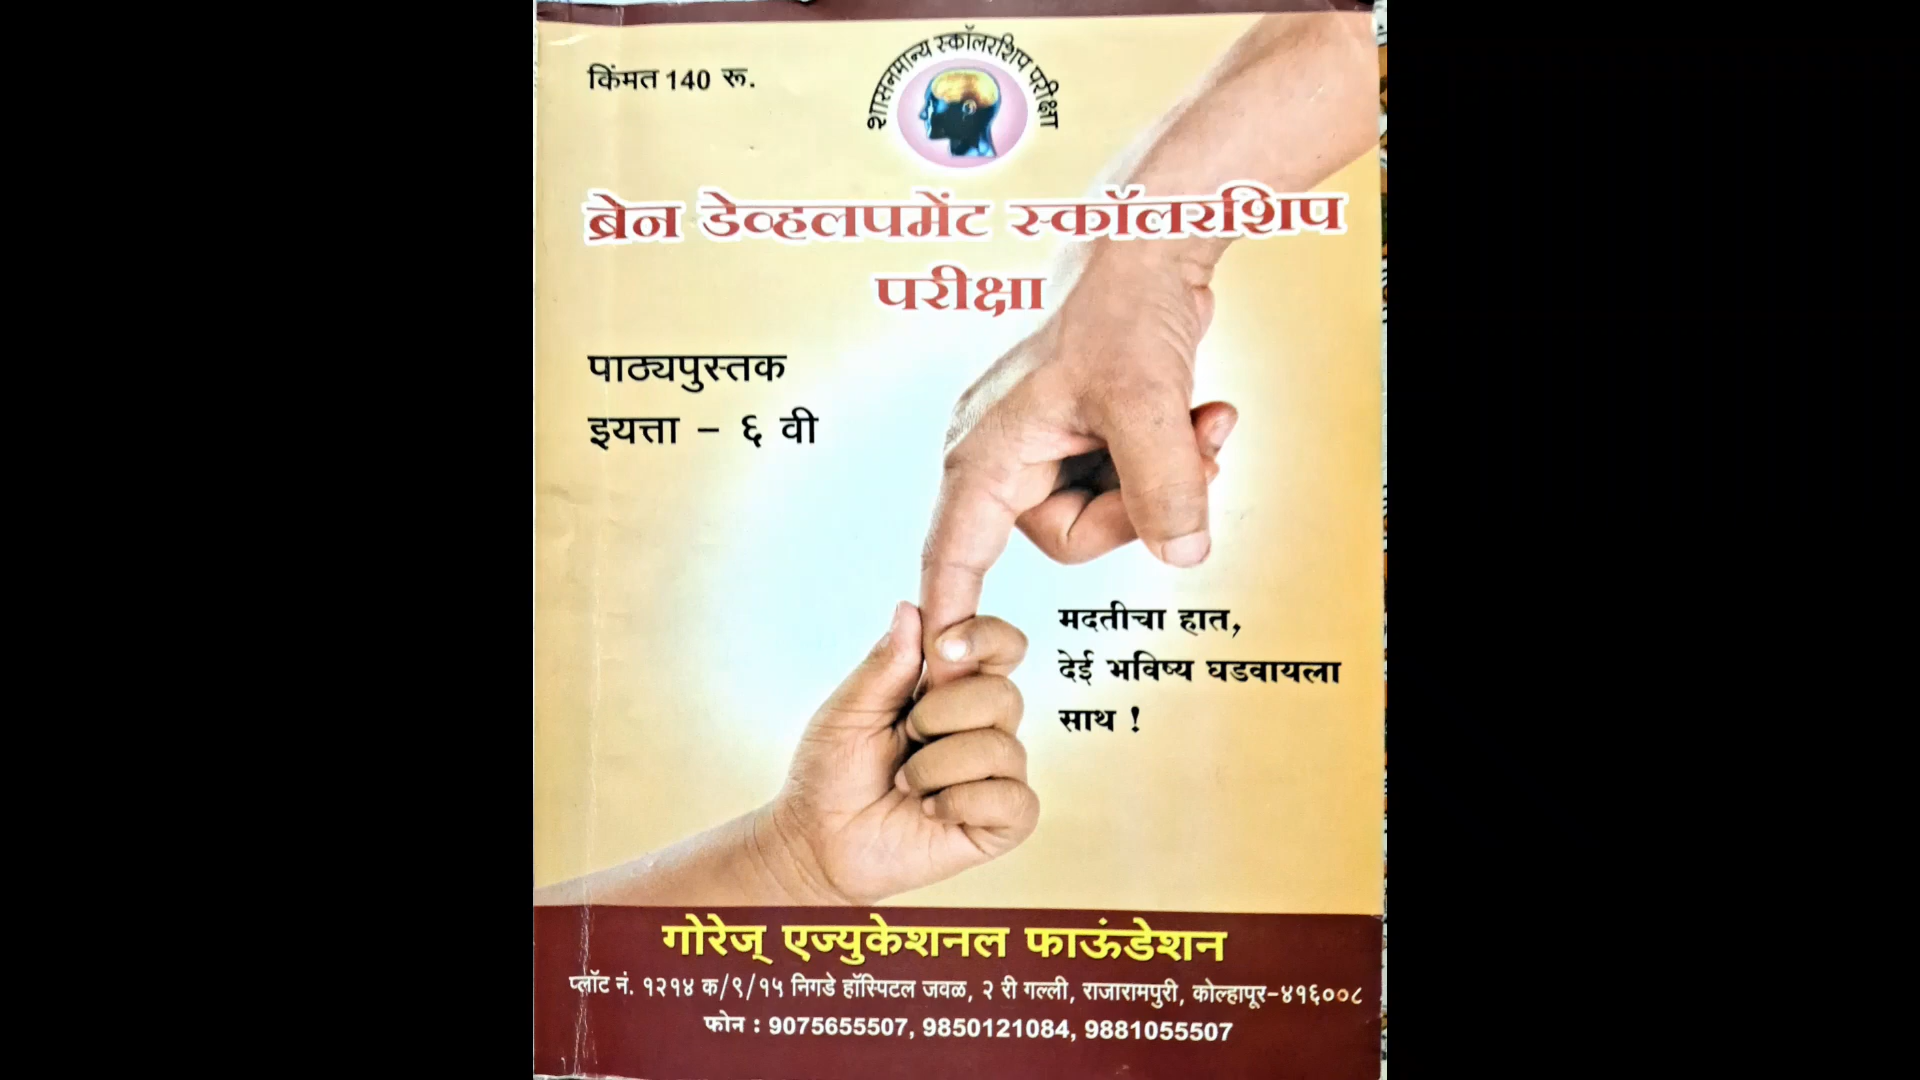 किंमत 140 रू.
शासनमान्य स्कॉलरशिप परीक्षा
ब्रेन डेव्हलपमेंट स्कॉलरशिप
परीक्षा
पाठ्यपुस्तक
इयत्ता – ६ वी
मदतीचा हात,
देई भविष्य घडवायला
साथ !
गोरेज् एज्युकेशनल फाऊंडेशन
प्लॉट नं. १२१४ क/९/१५ निगडे हॉस्पिटल जवळ, २ री गल्ली, राजारामपुरी, कोल्हापूर-४१६००८
फोन : 9075655507, 9850121084, 9881055507